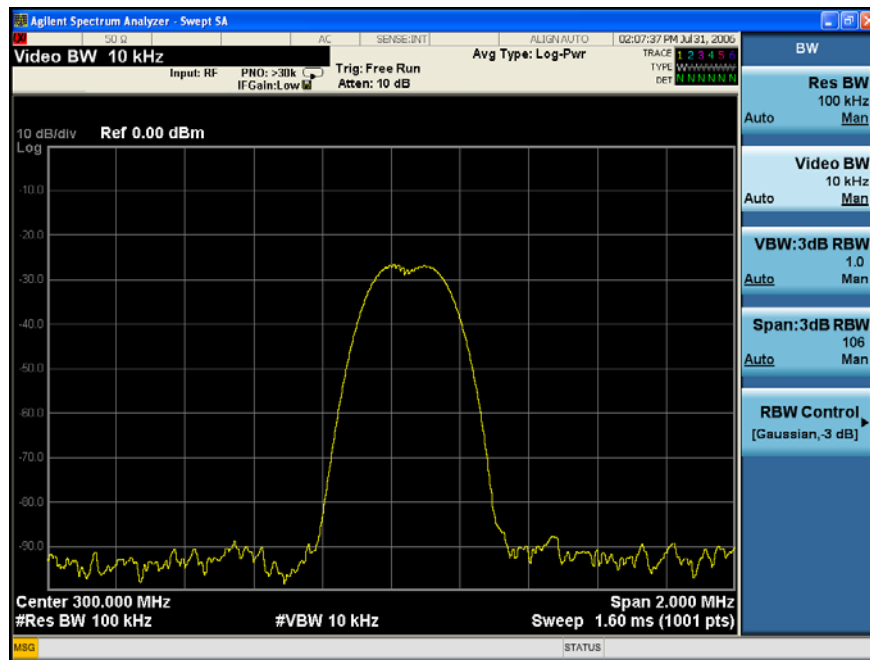 Agilent Spectrum Analyzer - Swept SA
50 Ω AC SENSE:INT ALIGN AUTO 02:07:37 PM Jul 31, 2006
Video BW 10 kHz
Input: RF PNO: >30k Trig: Free Run Avg Type: Log-Pwr TRACE 1 2 3 4 5 6
IFGain:Low Atten: 10 dB TYPE WWWWWW
DET N N N N N N
10 dB/div Ref 0.00 dBm
Log
-10.0
-20.0
-30.0
-40.0
-50.0
-60.0
-70.0
-80.0
-90.0
Center 300.000 MHz Span 2.000 MHz
#Res BW 100 kHz #VBW 10 kHz Sweep 1.60 ms (1001 pts)
MSG STATUS
BW
Res BW
100 kHz
Auto Man
Video BW
10 kHz
Auto Man
VBW:3dB RBW
1.0
Auto Man
Span:3dB RBW
106
Auto Man
RBW Control
[Gaussian,-3 dB]